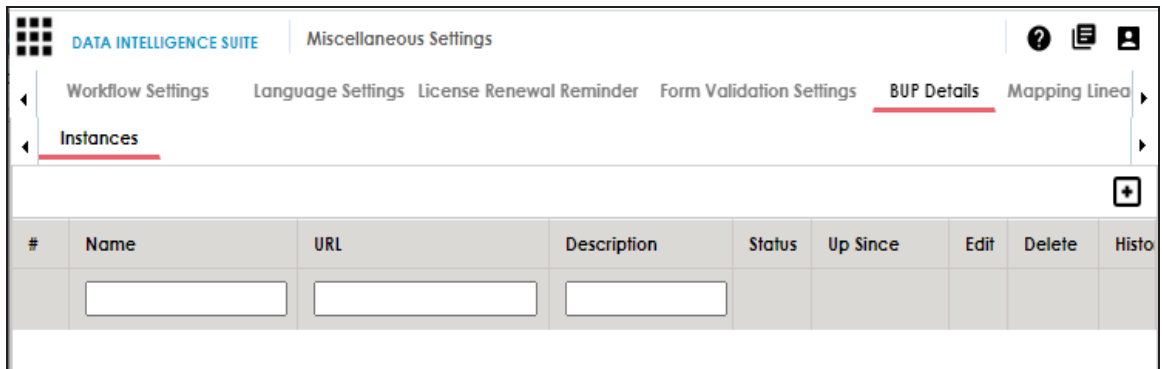 DATA INTELLIGENCE SUITE Miscellaneous Settings
Workflow Settings Language Settings License Renewal Reminder Form Validation Settings BUP Details Mapping Linea
Instances
# Name URL Description Status Up Since Edit Delete Histo